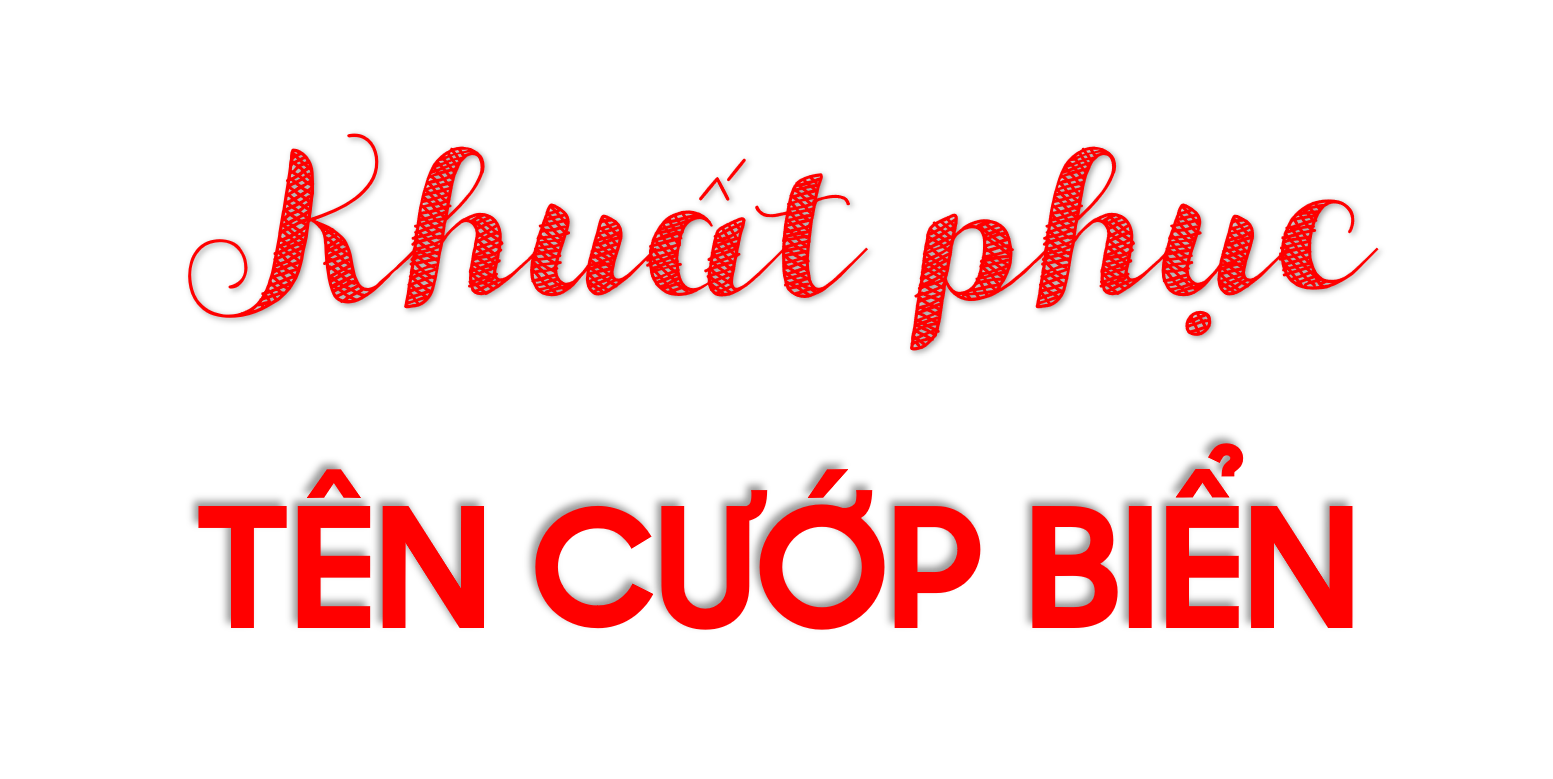 Khuất phục
TÊN CƯỚP BIỂN